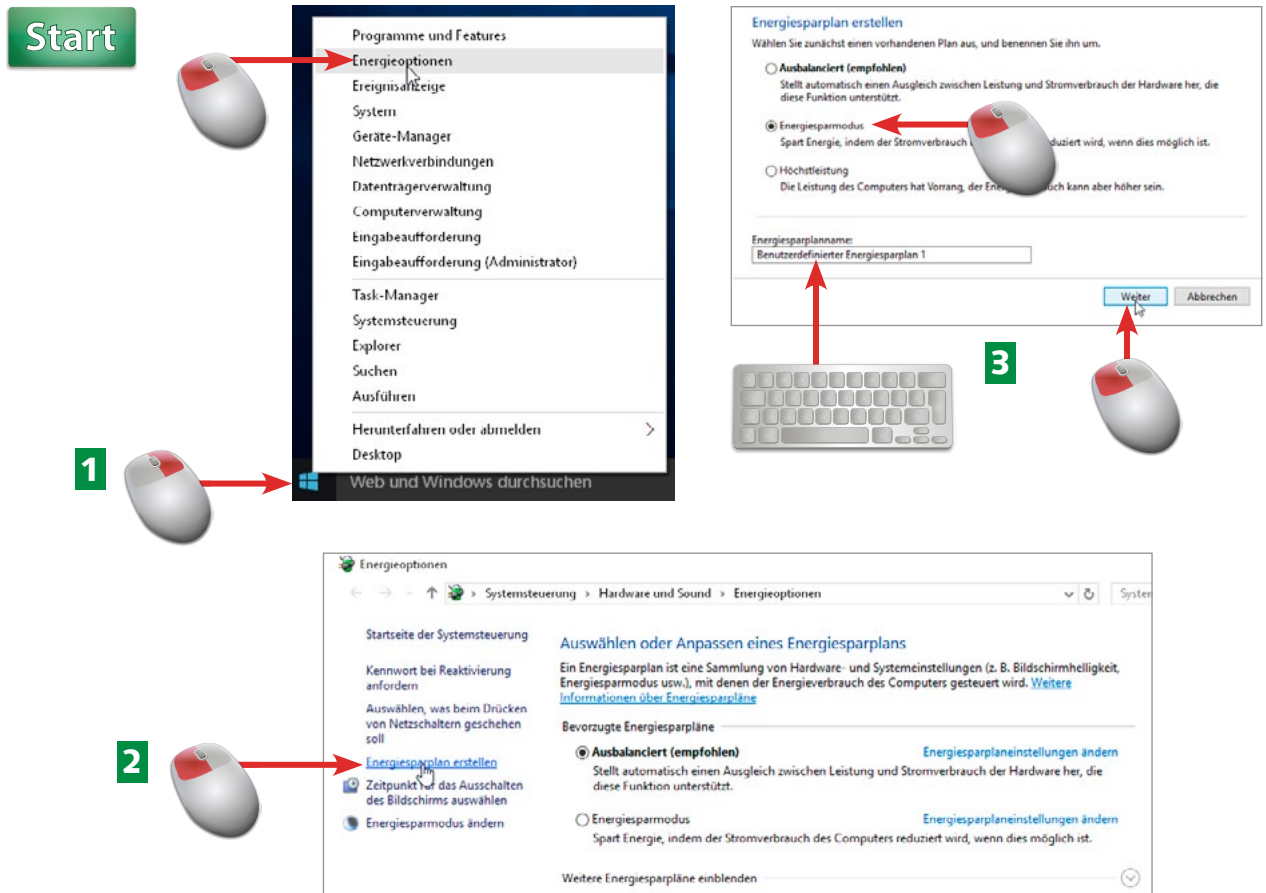 Start
Programme und Features
Energieoptionen
Ereignisanzeige
System
Geräte-Manager
Netzwerkverbindungen
Datenträgerverwaltung
Computerverwaltung
Eingabeaufforderung
Eingabeaufforderung (Administrator)
Task-Manager
Systemsteuerung
Explorer
Suchen
Ausführen
Herunterfahren oder abmelden
Desktop
1
Web und Windows durchsuchen
Energiesparplan erstellen
Wählen Sie zunächst einen vorhandenen Plan aus, und benennen Sie ihn um.
Ausbalanciert (empfohlen)
Stellt automatisch einen Ausgleich zwischen Leistung und Stromverbrauch der Hardware her, die
diese Funktion unterstützt.
Energiesparmodus
Spart Energie, indem der Stromverbrauch reduziert wird, wenn dies möglich ist.
Höchstleistung
Die Leistung des Computers hat Vorrang, der kann aber höher sein.
Energiesparplanname:
Benutzerdefinierter Energiesparplan 1
Weiter Abbrechen
3
Energieoptionen
Systemsteuerung Hardware und Sound Energieoptionen
Startseite der Systemsteuerung
Kennwort bei Reaktivierung
anfordern
Auswählen, was beim Drücken
von Netzschaltern geschehen
soll
2
Energiesparplan erstellen
Zeitpunkt für das Ausschalten
des Bildschirms auswählen
Energiesparmodus ändern
Auswählen oder Anpassen eines Energiesparplans
Ein Energiesparplan ist eine Sammlung von Hardware- und Systemeinstellungen (z. B. Bildschirmhelligkeit,
Energiesparmodus usw.), mit denen der Energieverbrauch des Computers gesteuert wird. Weitere
Informationen über Energiesparpläne
Bevorzugte Energiesparpläne
Ausbalanciert (empfohlen) Energiesparplaneinstellungen ändern
Stellt automatisch einen Ausgleich zwischen Leistung und Stromverbrauch der Hardware her, die
diese Funktion unterstützt.
Energiesparmodus Energiesparplaneinstellungen ändern
Spart Energie, indem der Stromverbrauch des Computers reduziert wird, wenn dies möglich ist.
Weitere Energiesparpläne einblenden